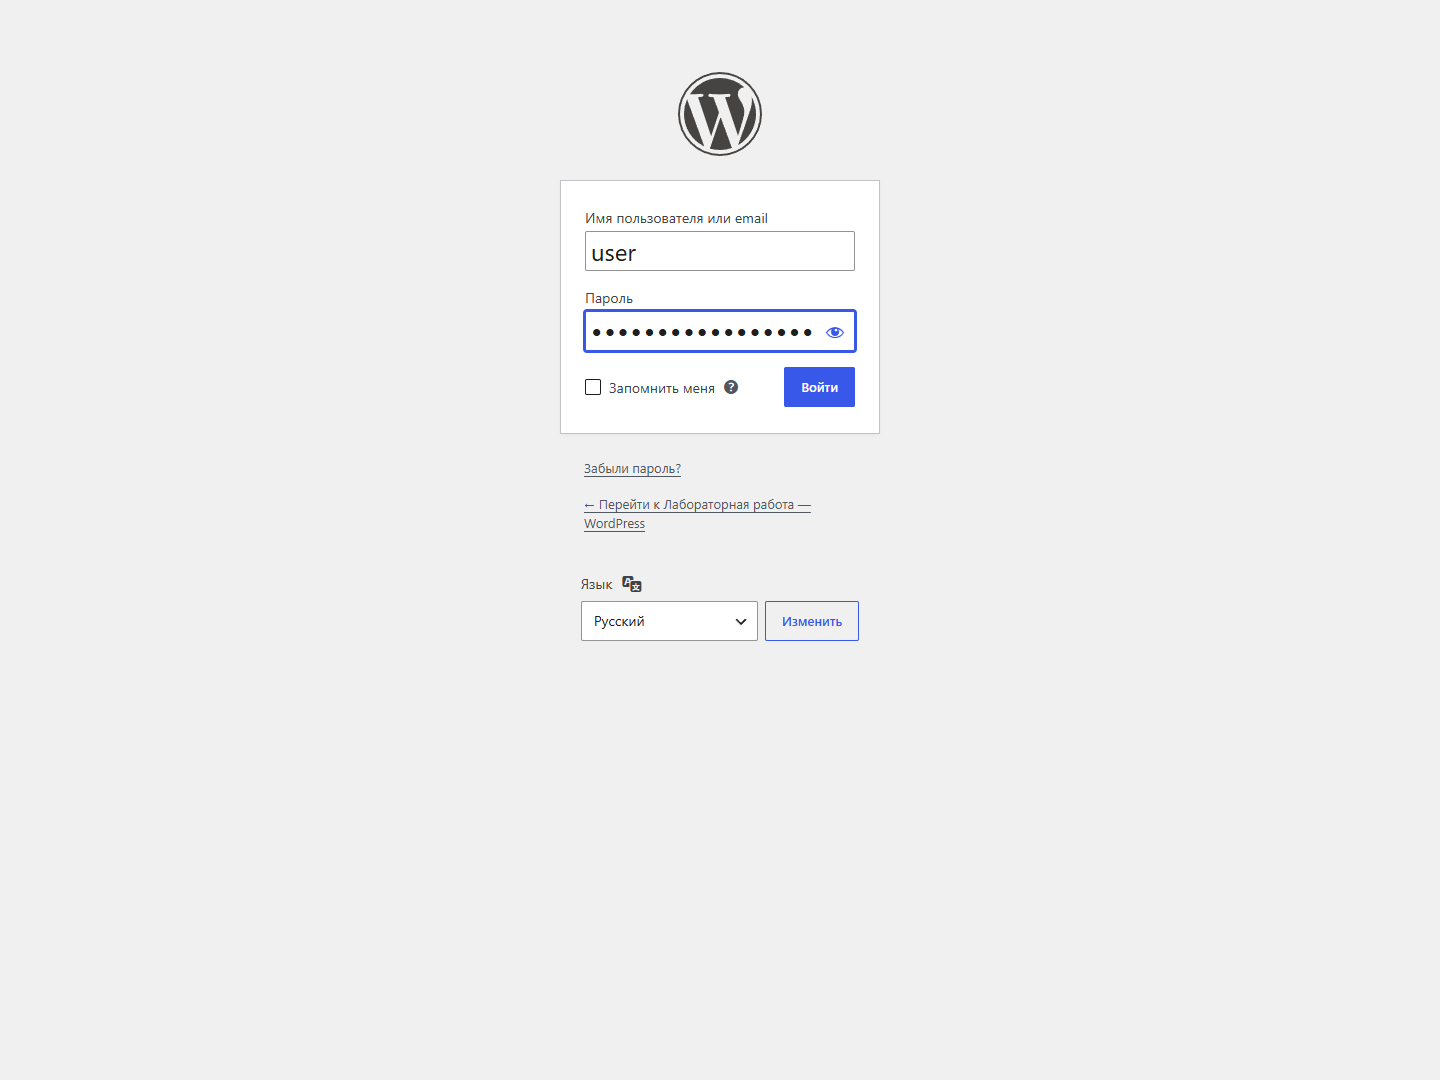 Имя пользователя или email
user
Пароль
••••••••••••••••• 
Запомнить меня ?
Войти
Забыли пароль?
← Перейти к Лабораторная работа —
WordPress
Язык
Русский
Изменить